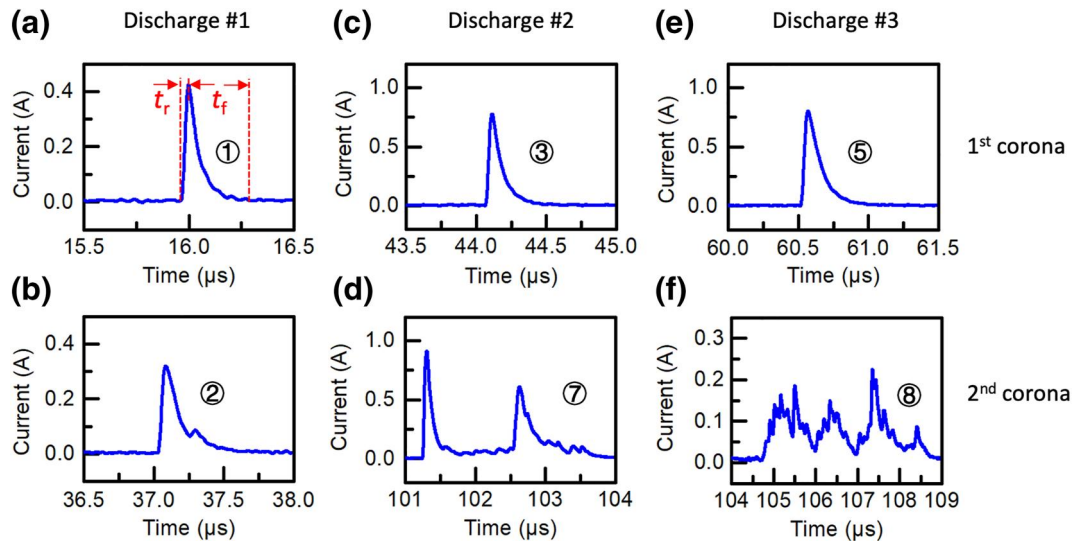 Discharge #1 Discharge #2 Discharge #3
(a) (c) (e)
Current (A) 0.4 0.2 0.0 tr tf ①
15.5 16.0 16.5
Time (μs)
Current (A) 1.0 0.5 0.0 ③
43.5 44.0 44.5 45.0
Time (μs)
Current (A) 1.0 0.5 0.0 ⑤
60.0 60.5 61.0 61.5
Time (μs)
1st corona
(b) (d) (f)
Current (A) 0.4 0.2 0.0 ②
36.5 37.0 37.5 38.0
Time (μs)
Current (A) 1.0 0.5 0.0 ⑦
101 102 103 104
Time (μs)
Current (A) 0.3 0.2 0.1 0.0 ⑧
104 105 106 107 108 109
Time (μs)
2nd corona